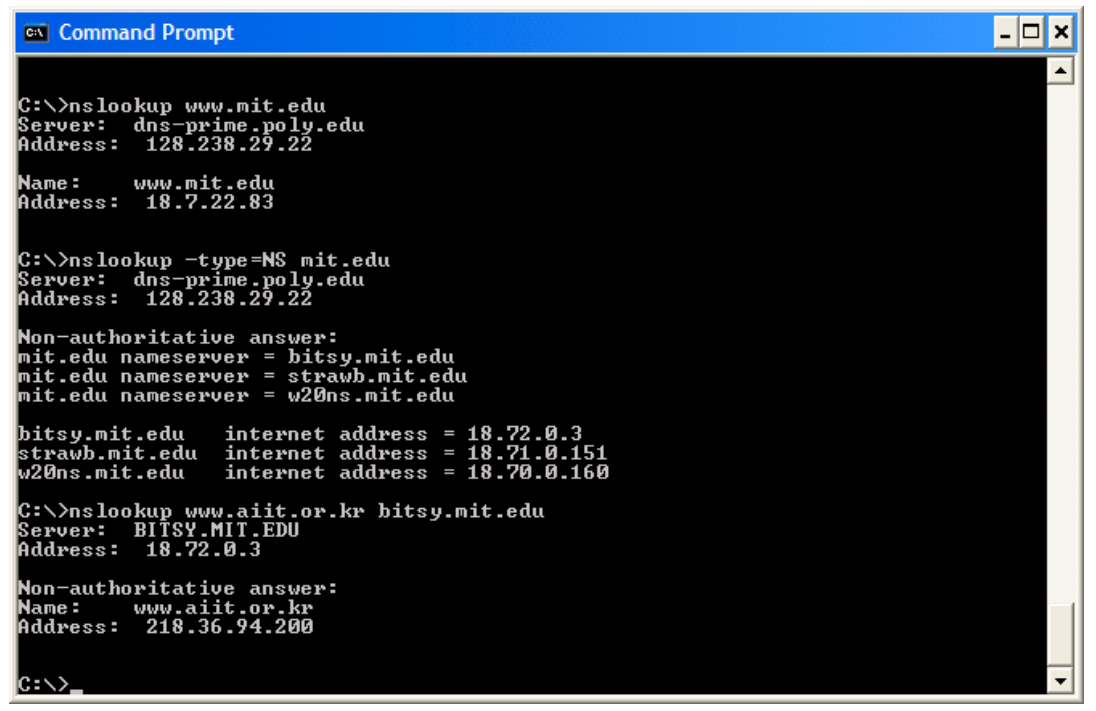 Command Prompt
C:\>nslookup www.mit.edu
Server:  dns-prime.poly.edu
Address:  128.238.29.22
Name:    www.mit.edu
Address:  18.7.22.83
C:\>nslookup -type=NS mit.edu
Server:  dns-prime.poly.edu
Address:  128.238.29.22
Non-authoritative answer:
mit.edu nameserver = bitsy.mit.edu
mit.edu nameserver = strawb.mit.edu
mit.edu nameserver = w20ns.mit.edu
bitsy.mit.edu   internet address = 18.72.0.3
strawb.mit.edu  internet address = 18.71.0.151
w20ns.mit.edu   internet address = 18.70.0.160
C:\>nslookup www.aiit.or.kr bitsy.mit.edu
Server:  BITSY.MIT.EDU
Address:  18.72.0.3
Non-authoritative answer:
Name:    www.aiit.or.kr
Address:  218.36.94.200
C:\>_